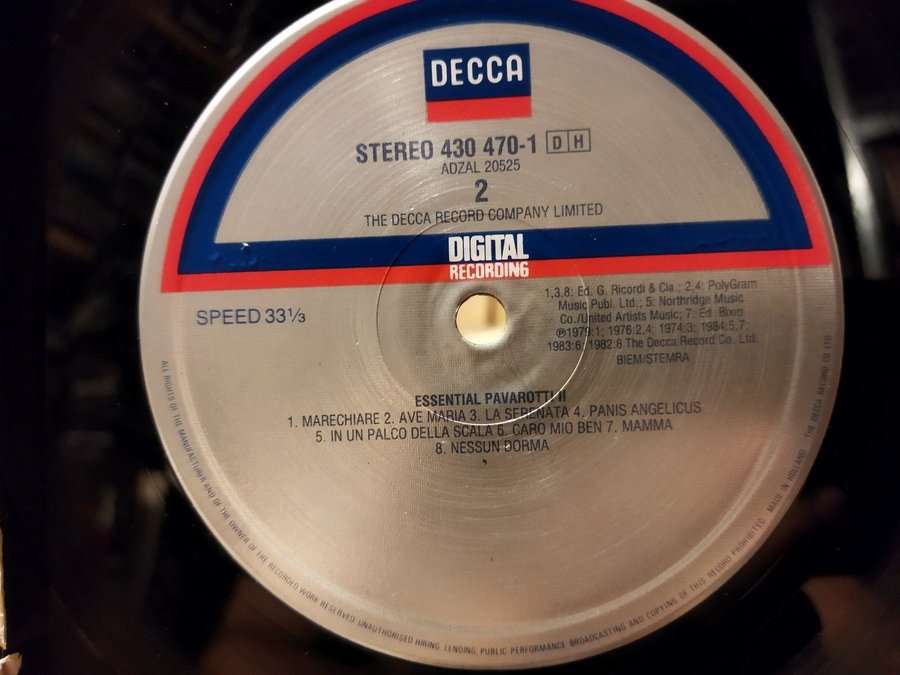 DECCA
STEREO 430 470-1 DH
ADZAL 20525
2
THE DECCA RECORD COMPANY LIMITED
DIGITAL
RECORDING
SPEED 33⅓
1,3,8: Ed. G. Ricordi & Cia.; 2,4: PolyGram
Music Publ. Ltd.; 5: Northridge Music
Co./United Artists Music; 7: Ed. Bixio
℗1979:1; 1976:2,4; 1974:3; 1984:5,7;
1983:6; 1982:8 The Decca Record Co. Ltd.
BIEM/STEMRA
ESSENTIAL PAVAROTTI II
1. MARECHIARE 2. AVE MARIA 3. LA SERENATA 4. PANIS ANGELICUS
5. IN UN PALCO DELLA SCALA 6. CARO MIO BEN 7. MAMMA
8. NESSUN DORMA
ALL RIGHTS OF THE MANUFACTURER AND OF THE OWNER OF THE RECORDED WORK RESERVED UNAUTHORISED HIRING, LENDING, PUBLIC PERFORMANCE BROADCASTING AND COPYING OF THIS RECORD PROHIBITED MADE IN HOLLAND THE DECCA RECORD CO LTD